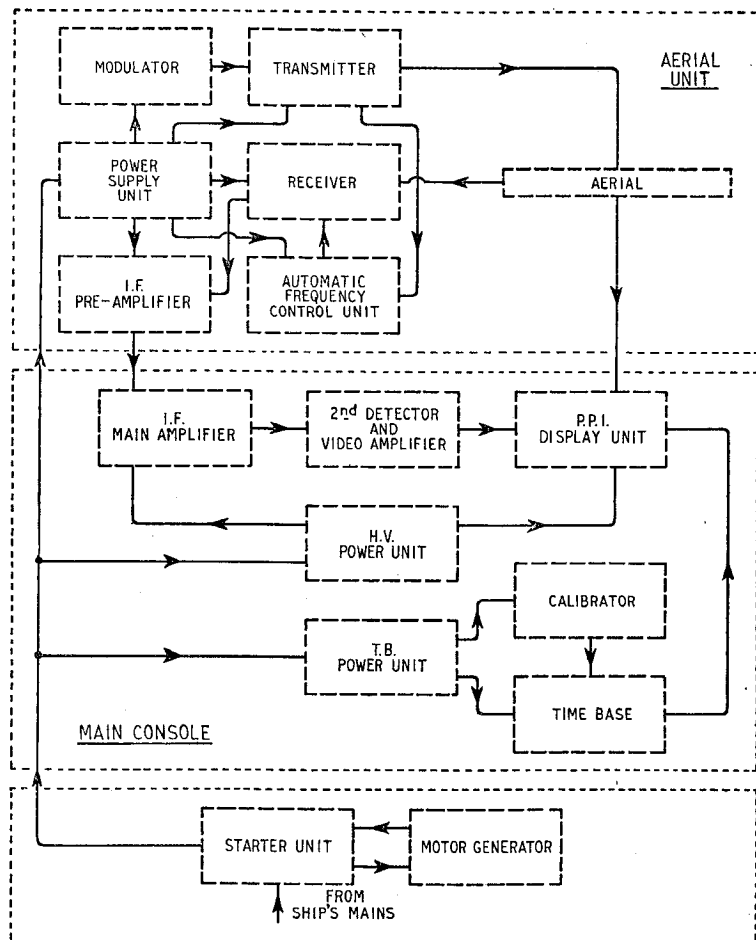 MODULATOR
TRANSMITTER
AERIAL
UNIT
POWER
SUPPLY
UNIT
RECEIVER
AERIAL
I.F.
PRE-AMPLIFIER
AUTOMATIC
FREQUENCY
CONTROL UNIT
I.F.
MAIN AMPLIFIER
2nd DETECTOR
AND
VIDEO AMPLIFIER
P.P.I.
DISPLAY UNIT
H.V.
POWER UNIT
CALIBRATOR
T.B.
POWER UNIT
TIME BASE
MAIN CONSOLE
STARTER UNIT
MOTOR GENERATOR
FROM
SHIP'S MAINS